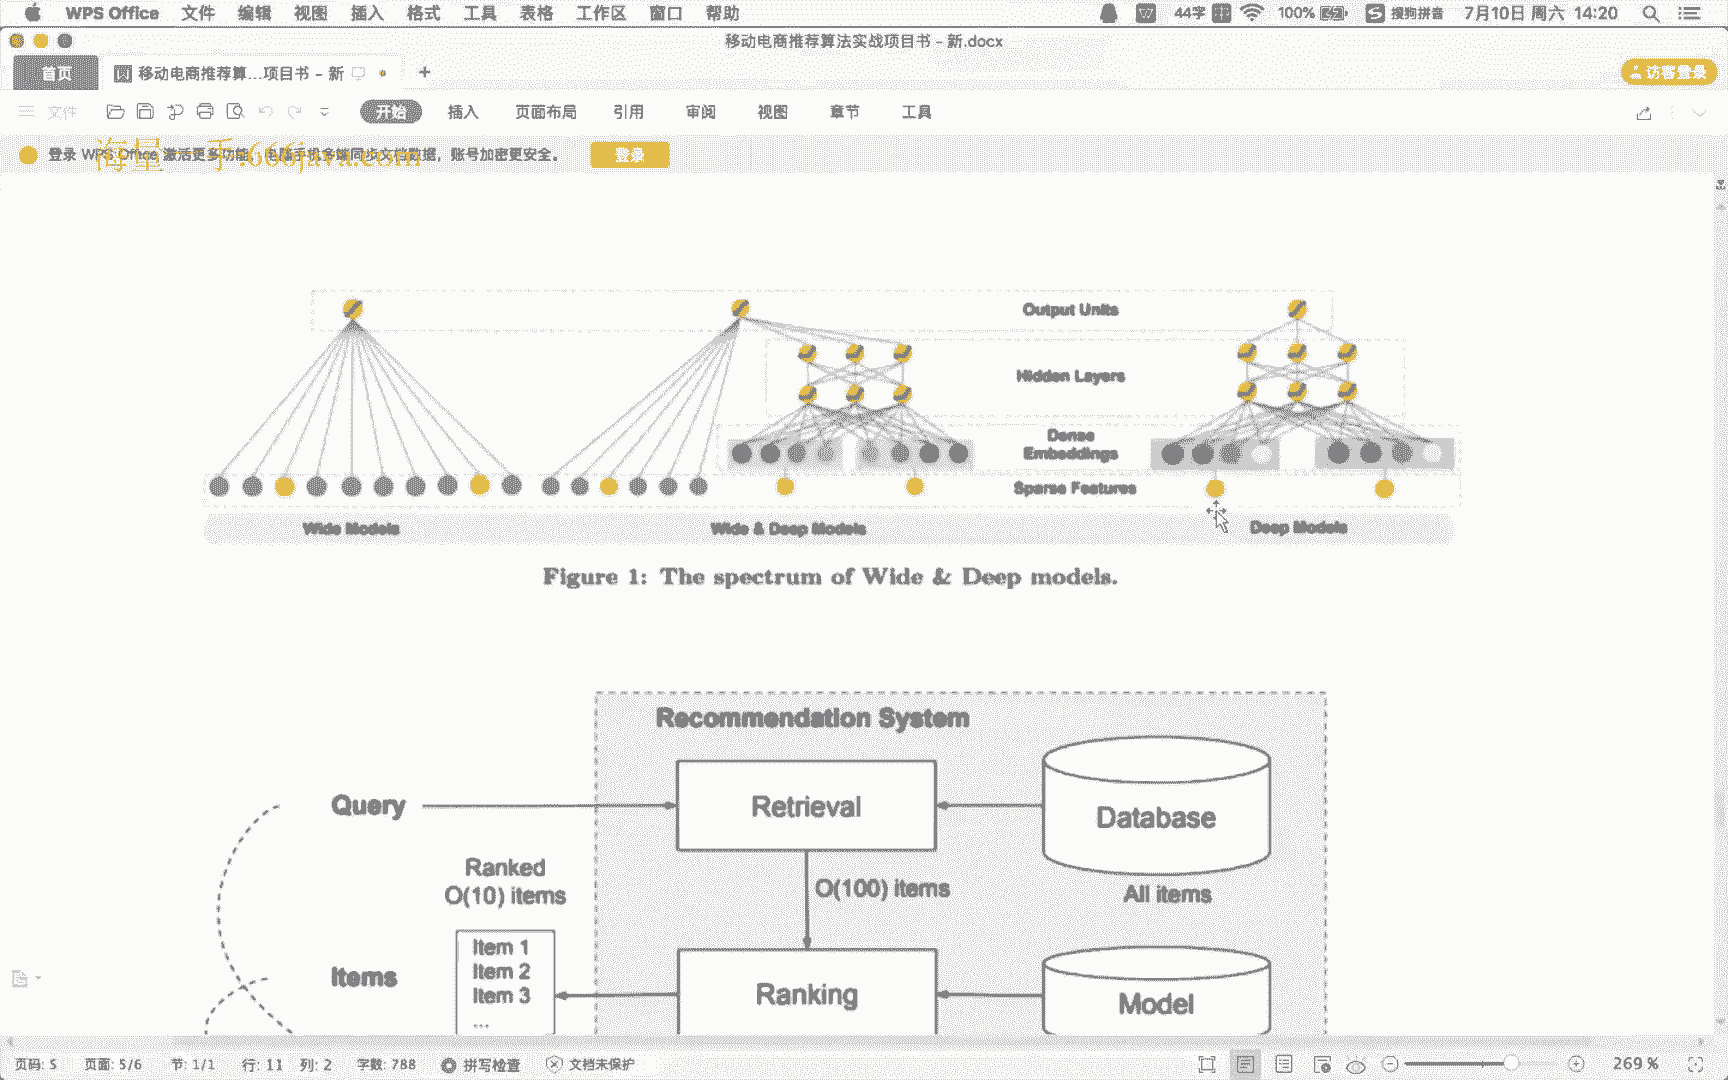 WPS Office 文件 编辑 视图 插入 格式 工具 表格 工作区 窗口 帮助 44字 100% 搜狗拼音 7月10日 周六 14:20
移动电商推荐算法实战项目书 - 新.docx
首页 移动电商推荐算...项目书 - 新 + 访客登录
文件 开始 插入 页面布局 引用 审阅 视图 章节 工具
登录 WPS Office 激活更多功能，电脑手机多端同步文档数据，账号加密更安全。 登录
海量一手:666java.com
Output Units
Hidden Layers
Dense
Embeddings
Sparse Features
Wide Models Wide & Deep Models Deep Models
Figure 1: The spectrum of Wide & Deep models.
Recommendation System
Query Retrieval Database
Ranked
O(10) items
O(100) items
All items
Items
Item 1
Item 2
Item 3
...
Ranking
Model
页码: 5 页面: 5/6 节: 1/1 行: 11 列: 2 字数: 788 拼写检查 文档未保护 269 %